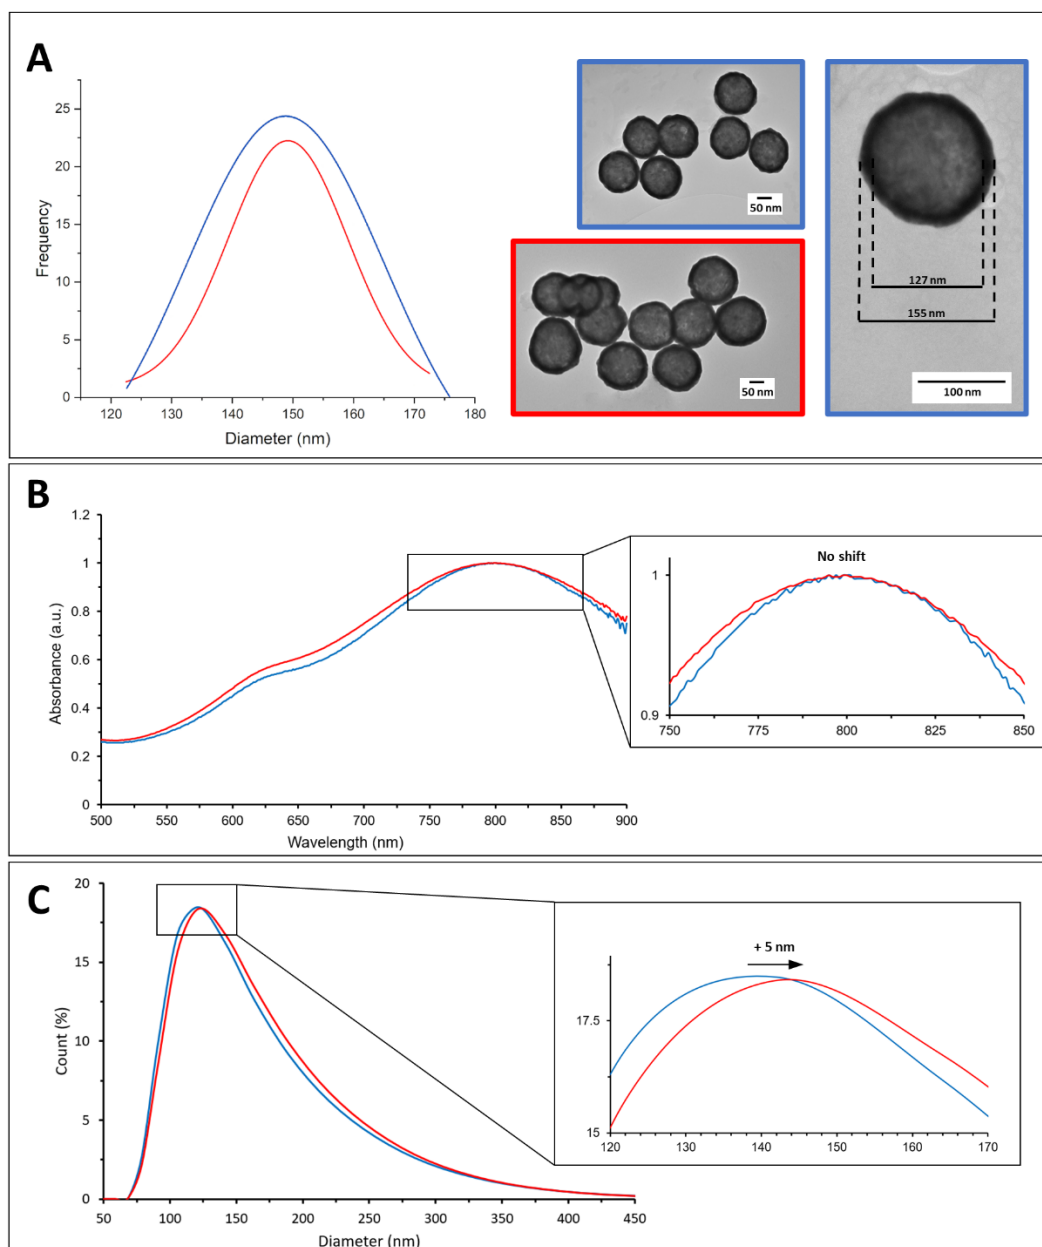 A
Frequency
25
20
15
10
5
0
120 130 140 150 160 170 180
Diameter (nm)
50 nm
50 nm
127 nm
155 nm
100 nm
B
Absorbance (a.u.)
1.2
1
0.8
0.6
0.4
0.2
0
500 550 600 650 700 750 800 850 900
Wavelength (nm)
No shift
1
0.9
750 775 800 825 850
C
Count (%)
20
15
10
5
0
50 100 150 200 250 300 350 400 450
Diameter (nm)
+ 5 nm
17.5
15
120 130 140 150 160 170